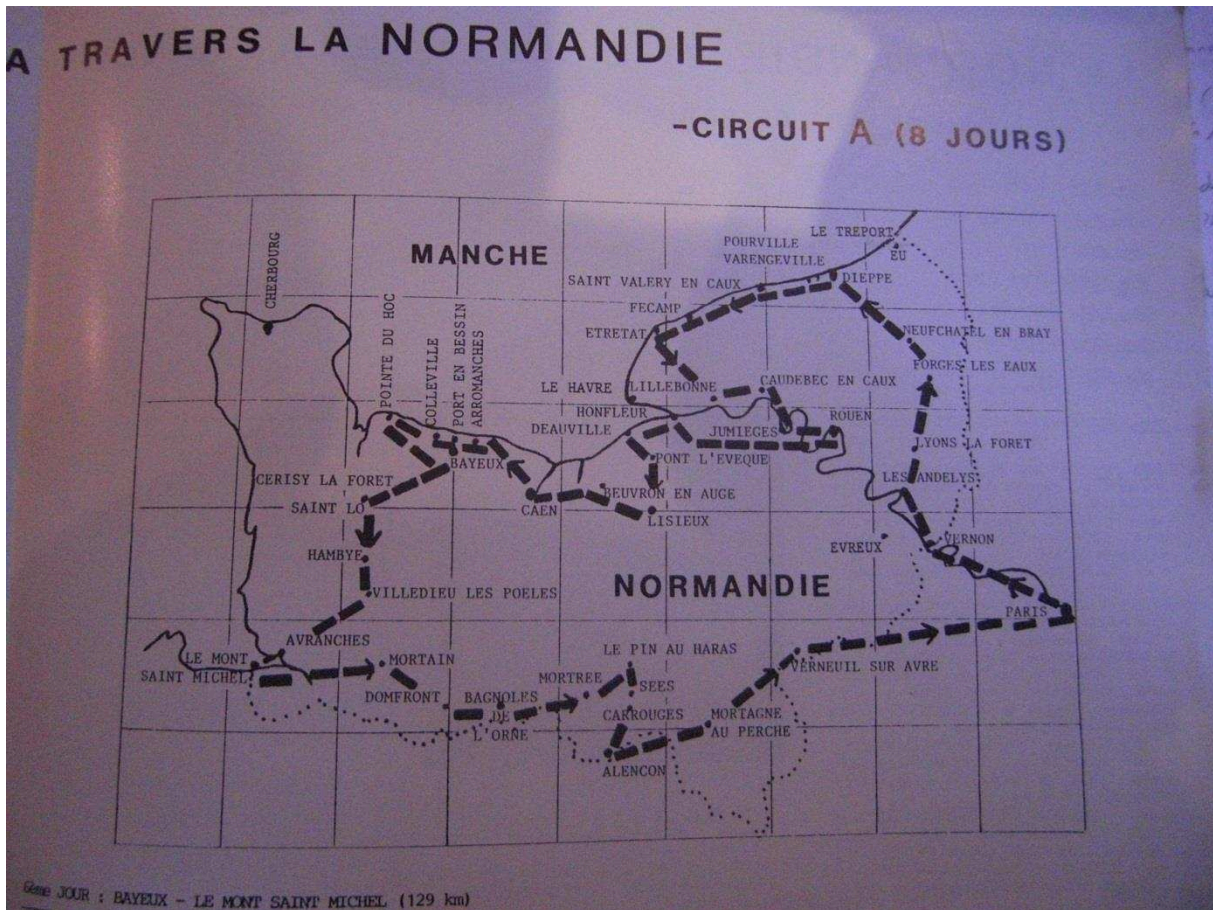 A TRAVERS LA NORMANDIE
-CIRCUIT A (8 JOURS)
MANCHE
CHERBOURG
POINTE DU HOC
COLLEVILLE
PORT EN BESSIN
ARROMANCHES
LE TREPORT
EU
POURVILLE
VARENGEVILLE
DIEPPE
SAINT VALERY EN CAUX
FECAMP
ETRETAT
NEUFCHATEL EN BRAY
FORGES LES EAUX
LE HAVRE
LILLEBONNE
CAUDEBEC EN CAUX
HONFLEUR
ROUEN
DEAUVILLE
JUMIEGES
LYONS LA FORET
PONT L'EVEQUE
BAYEUX
CERISY LA FORET
LES ANDELYS
BEUVRON EN AUGE
SAINT LO
CAEN
LISIEUX
EVREUX
VERNON
HAMBYE
NORMANDIE
VILLEDIEU LES POELES
PARIS
AVRANCHES
LE MONT
SAINT MICHEL
MORTAIN
LE PIN AU HARAS
VERNEUIL SUR AVRE
DOMFRONT
BAGNOLES
DE
L'ORNE
MORTREE
SEES
CARROUGES
MORTAGNE
AU PERCHE
ALENCON
6ème JOUR : BAYEUX - LE MONT SAINT MICHEL (129 km)